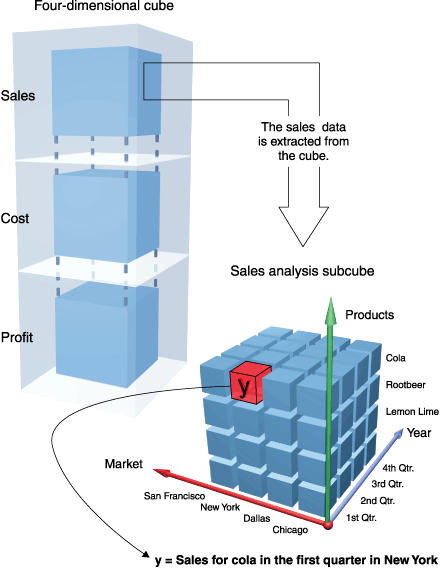 Four-dimensional cube
Sales
The sales data
is extracted from
the cube.
Cost
Sales analysis subcube
Products
Profit
Cola
Rootbeer
y
Lemon Lime
Year
Market
4th Qtr.
3rd Qtr.
San Francisco
2nd Qtr.
New York
1st Qtr.
Dallas
Chicago
y = Sales for cola in the first quarter in New York